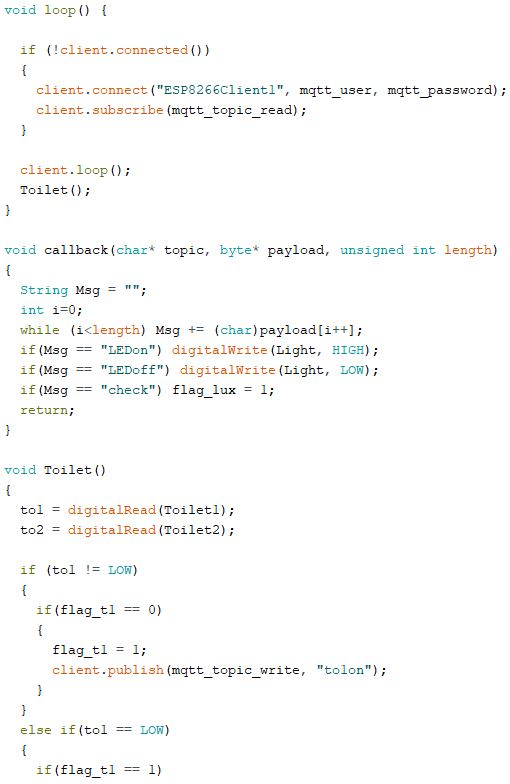 void loop() {
if (!client.connected())
{
client.connect("ESP8266Client1", mqtt_user, mqtt_password);
client.subscribe(mqtt_topic_read);
}
client.loop();
Toilet();
}
void callback(char* topic, byte* payload, unsigned int length)
{
String Msg = "";
int i=0;
while (i<length) Msg += (char)payload[i++];
if(Msg == "LEDon") digitalWrite(Light, HIGH);
if(Msg == "LEDoff") digitalWrite(Light, LOW);
if(Msg == "check") flag_lux = 1;
return;
}
void Toilet()
{
to1 = digitalRead(Toilet1);
to2 = digitalRead(Toilet2);
if (to1 != LOW)
{
if(flag_t1 == 0)
{
flag_t1 = 1;
client.publish(mqtt_topic_write, "to1on");
}
}
else if(to1 == LOW)
{
if(flag_t1 == 1)